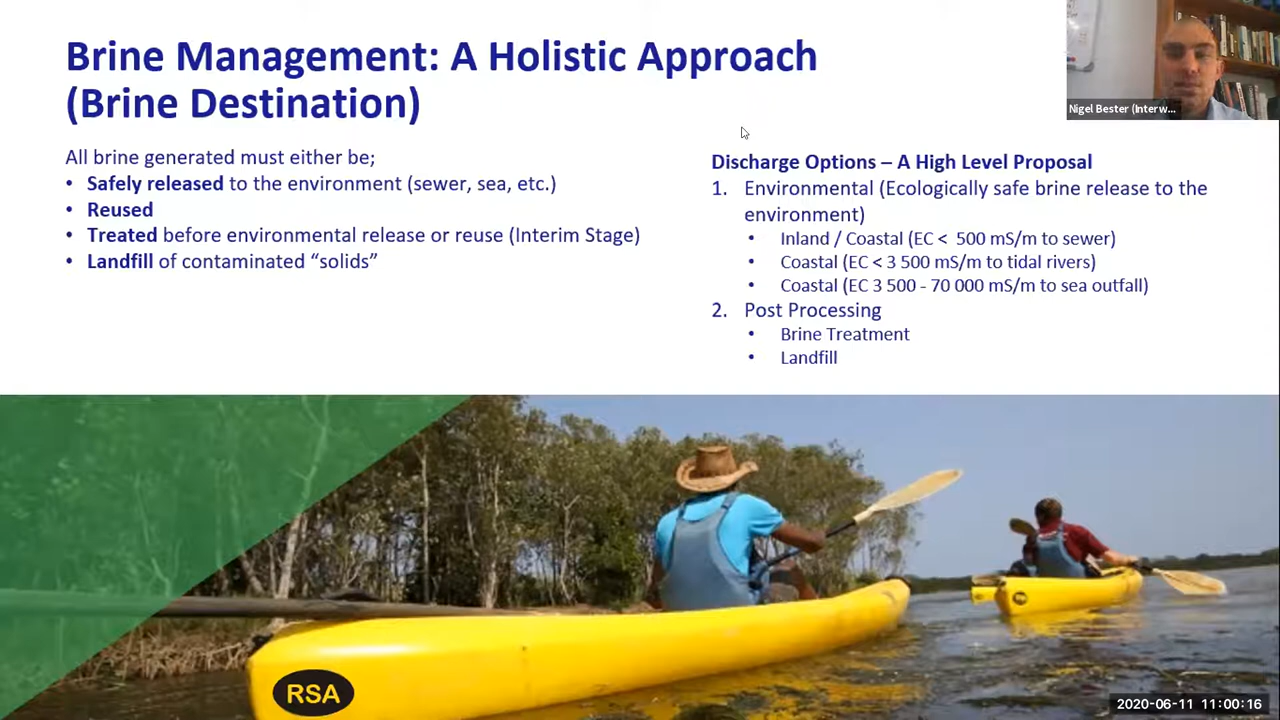 Brine Management: A Holistic Approach
(Brine Destination)
All brine generated must either be;
• Safely released to the environment (sewer, sea, etc.)
• Reused
• Treated before environmental release or reuse (Interim Stage)
• Landfill of contaminated “solids”
Discharge Options – A High Level Proposal
1. Environmental (Ecologically safe brine release to the
environment)
• Inland / Coastal (EC < 500 mS/m to sewer)
• Coastal (EC < 3 500 mS/m to tidal rivers)
• Coastal (EC 3 500 - 70 000 mS/m to sea outfall)
2. Post Processing
• Brine Treatment
• Landfill
Nigel Bester (Interw...
RSA
2020-06-11 11:00:16